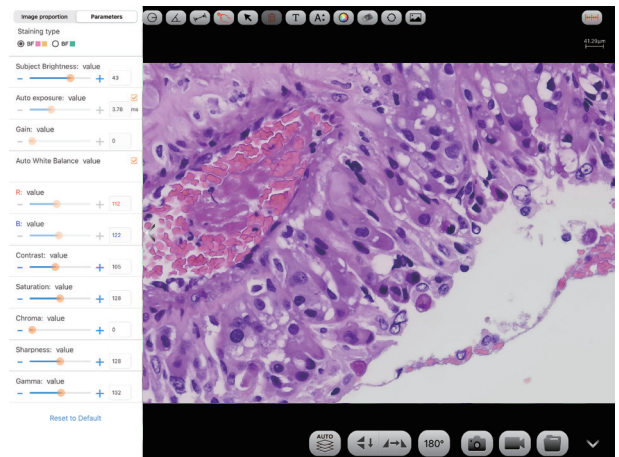 Image proportion Parameters
Staining type
BF BF
Subject Brightness: value
43
Auto exposure: value
3.78 ms
Gain: value
0
Auto White Balance value
R: value
112
B: value
122
Contrast: value
105
Saturation: value
128
Chroma: value
0
Sharpness: value
128
Gamma: value
132
Reset to Default
T A:
41.29μm
AUTO
180°